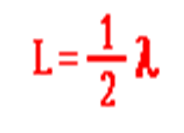 L = 1/2 λ